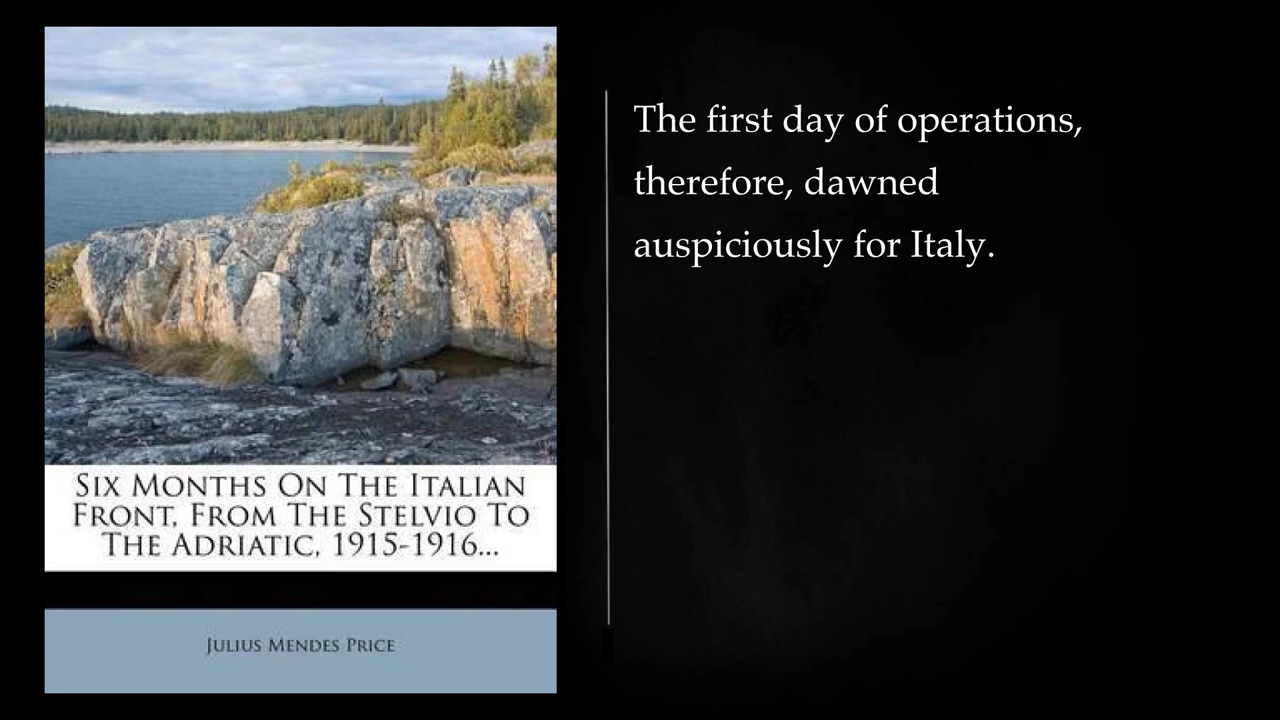 SIX MONTHS ON THE ITALIAN
FRONT, FROM THE STELVIO TO
THE ADRIATIC, 1915-1916...
JULIUS MENDES PRICE
The first day of operations,
therefore, dawned
auspiciously for Italy.